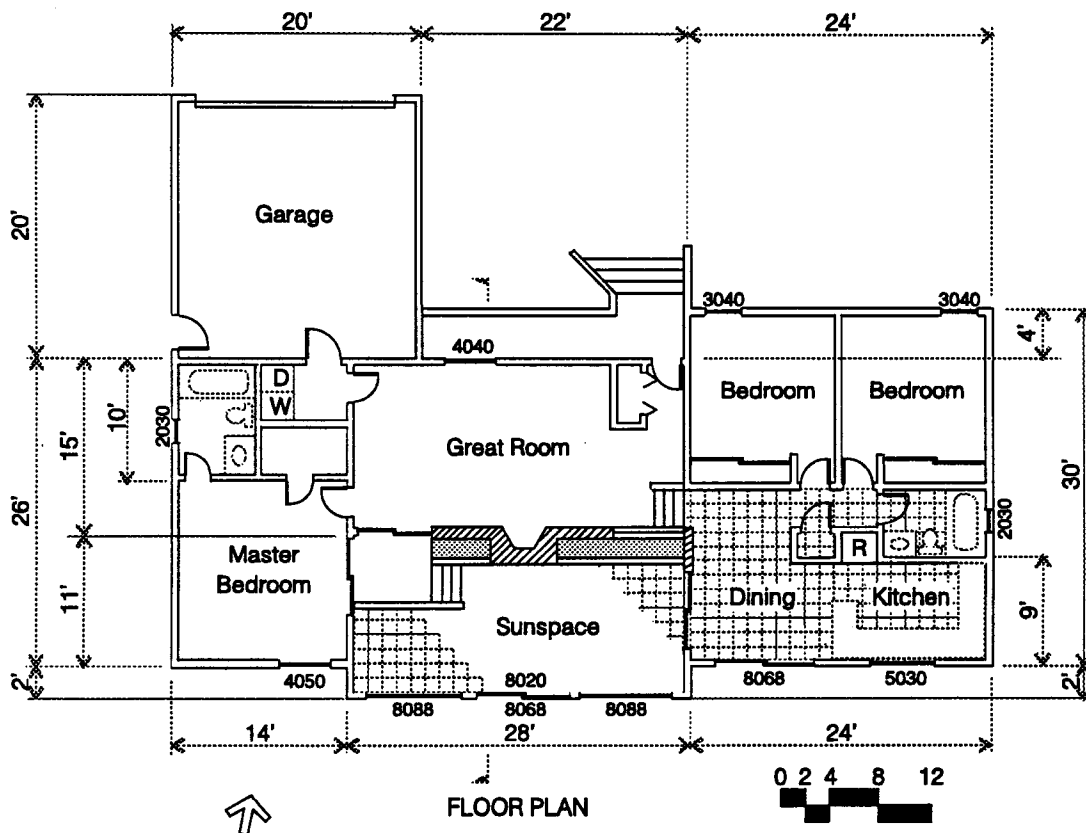 20' 22' 24'
20'
Garage
3040 3040
4'
4040
D
W
Bedroom Bedroom
2030
10'
15'
Great Room
26'
30'
2030
R
Master
Bedroom
11'
Dining Kitchen
9'
Sunspace
2'
4050
8020
8068 5030
2'
8088 8068 8088
14' 28' 24'
0 2 4 8 12
FLOOR PLAN